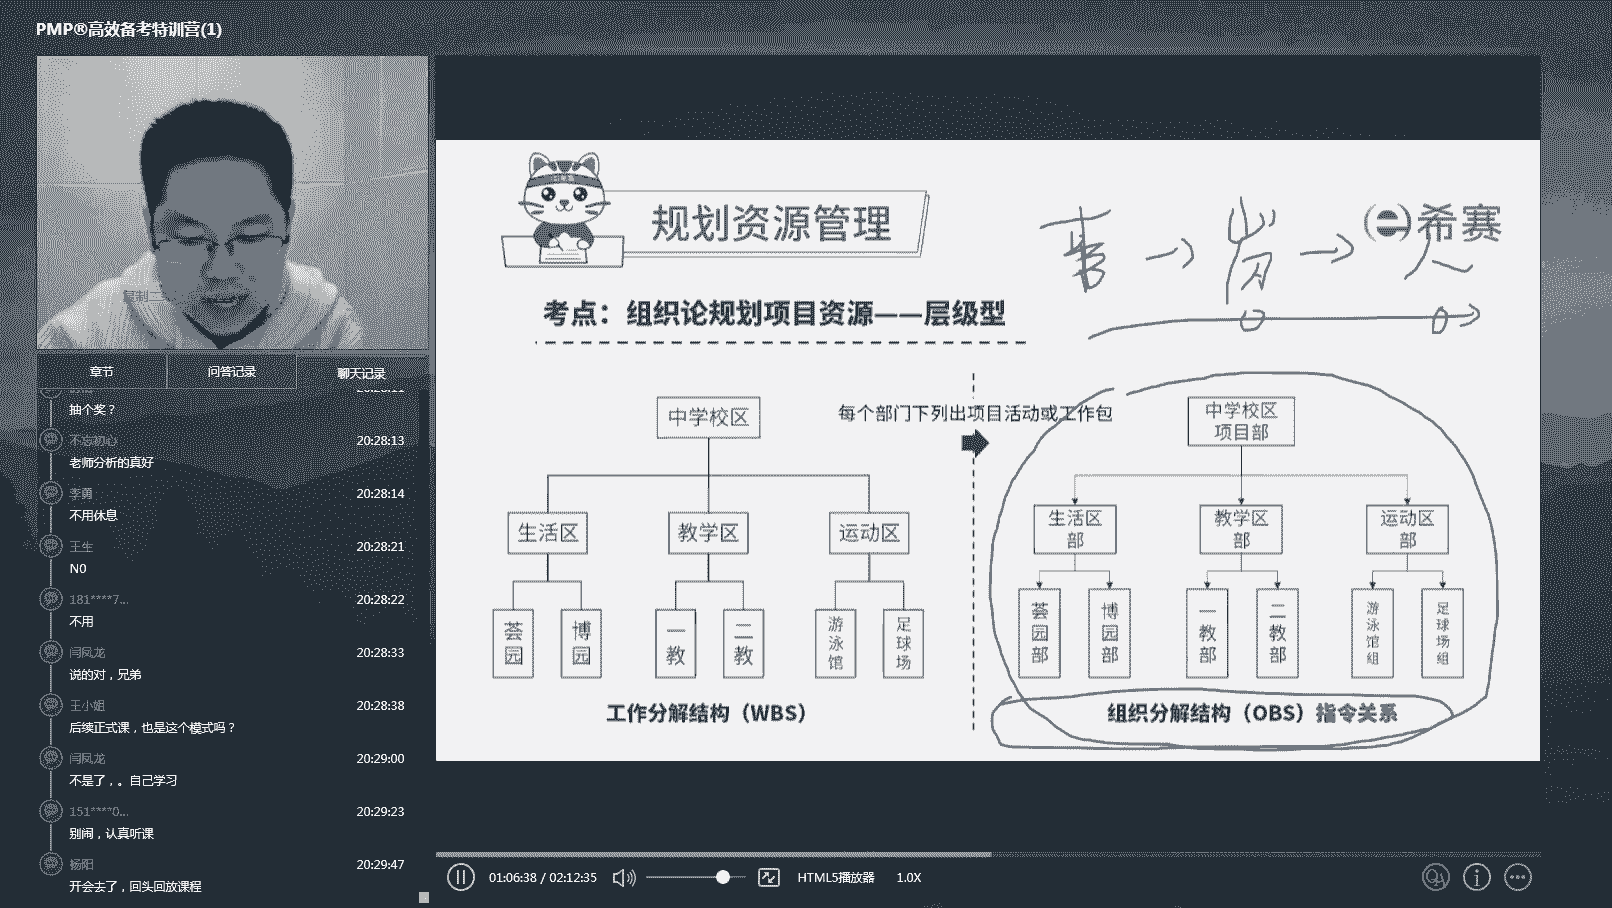 PMP®高效备考特训营(1)
章节
问答记录
聊天记录
抽个奖？
不忘初心
20:28:13
老师分析的真好
李勇
20:28:14
不用休息
王生
20:28:21
N0
181****7...
20:28:22
不用
闫凤龙
20:28:33
说的对，兄弟
王小姐
20:28:38
后续正式课，也是这个模式吗？
闫凤龙
20:29:00
不是了，。自己学习
151****0...
20:29:23
别闹，认真听课
杨阳
20:29:47
开会去了，回头回放课程
规划资源管理
希赛
事→岗→人
考点：组织论规划项目资源——层级型
中学校区
生活区
教学区
运动区
荟园
博园
一教
二教
游泳馆
足球场
工作分解结构（WBS）
每个部门下列出项目活动或工作包
中学校区
项目部
生活区
部
教学区
部
运动区
部
荟园部
博园部
一教部
二教部
游泳馆组
足球场组
组织分解结构（OBS）指令关系
01:06:38 / 02:12:35
HTML5播放器
1.0X